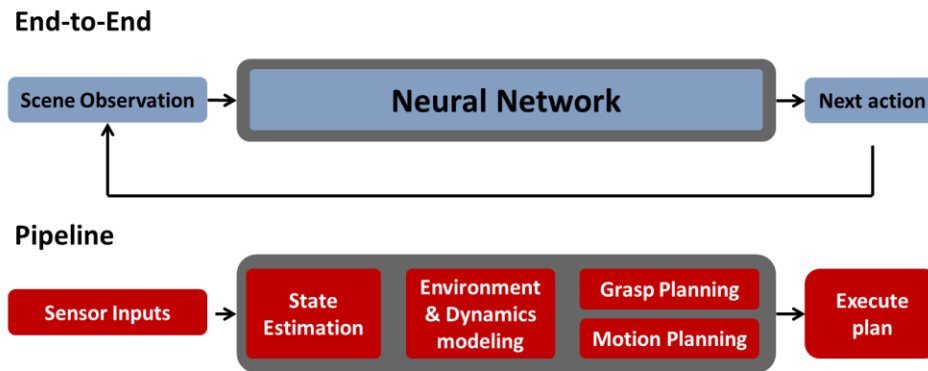 End-to-End
Scene Observation
Neural Network
Next action
Pipeline
Sensor Inputs
State
Estimation
Environment
& Dynamics
modeling
Grasp Planning
Motion Planning
Execute
plan